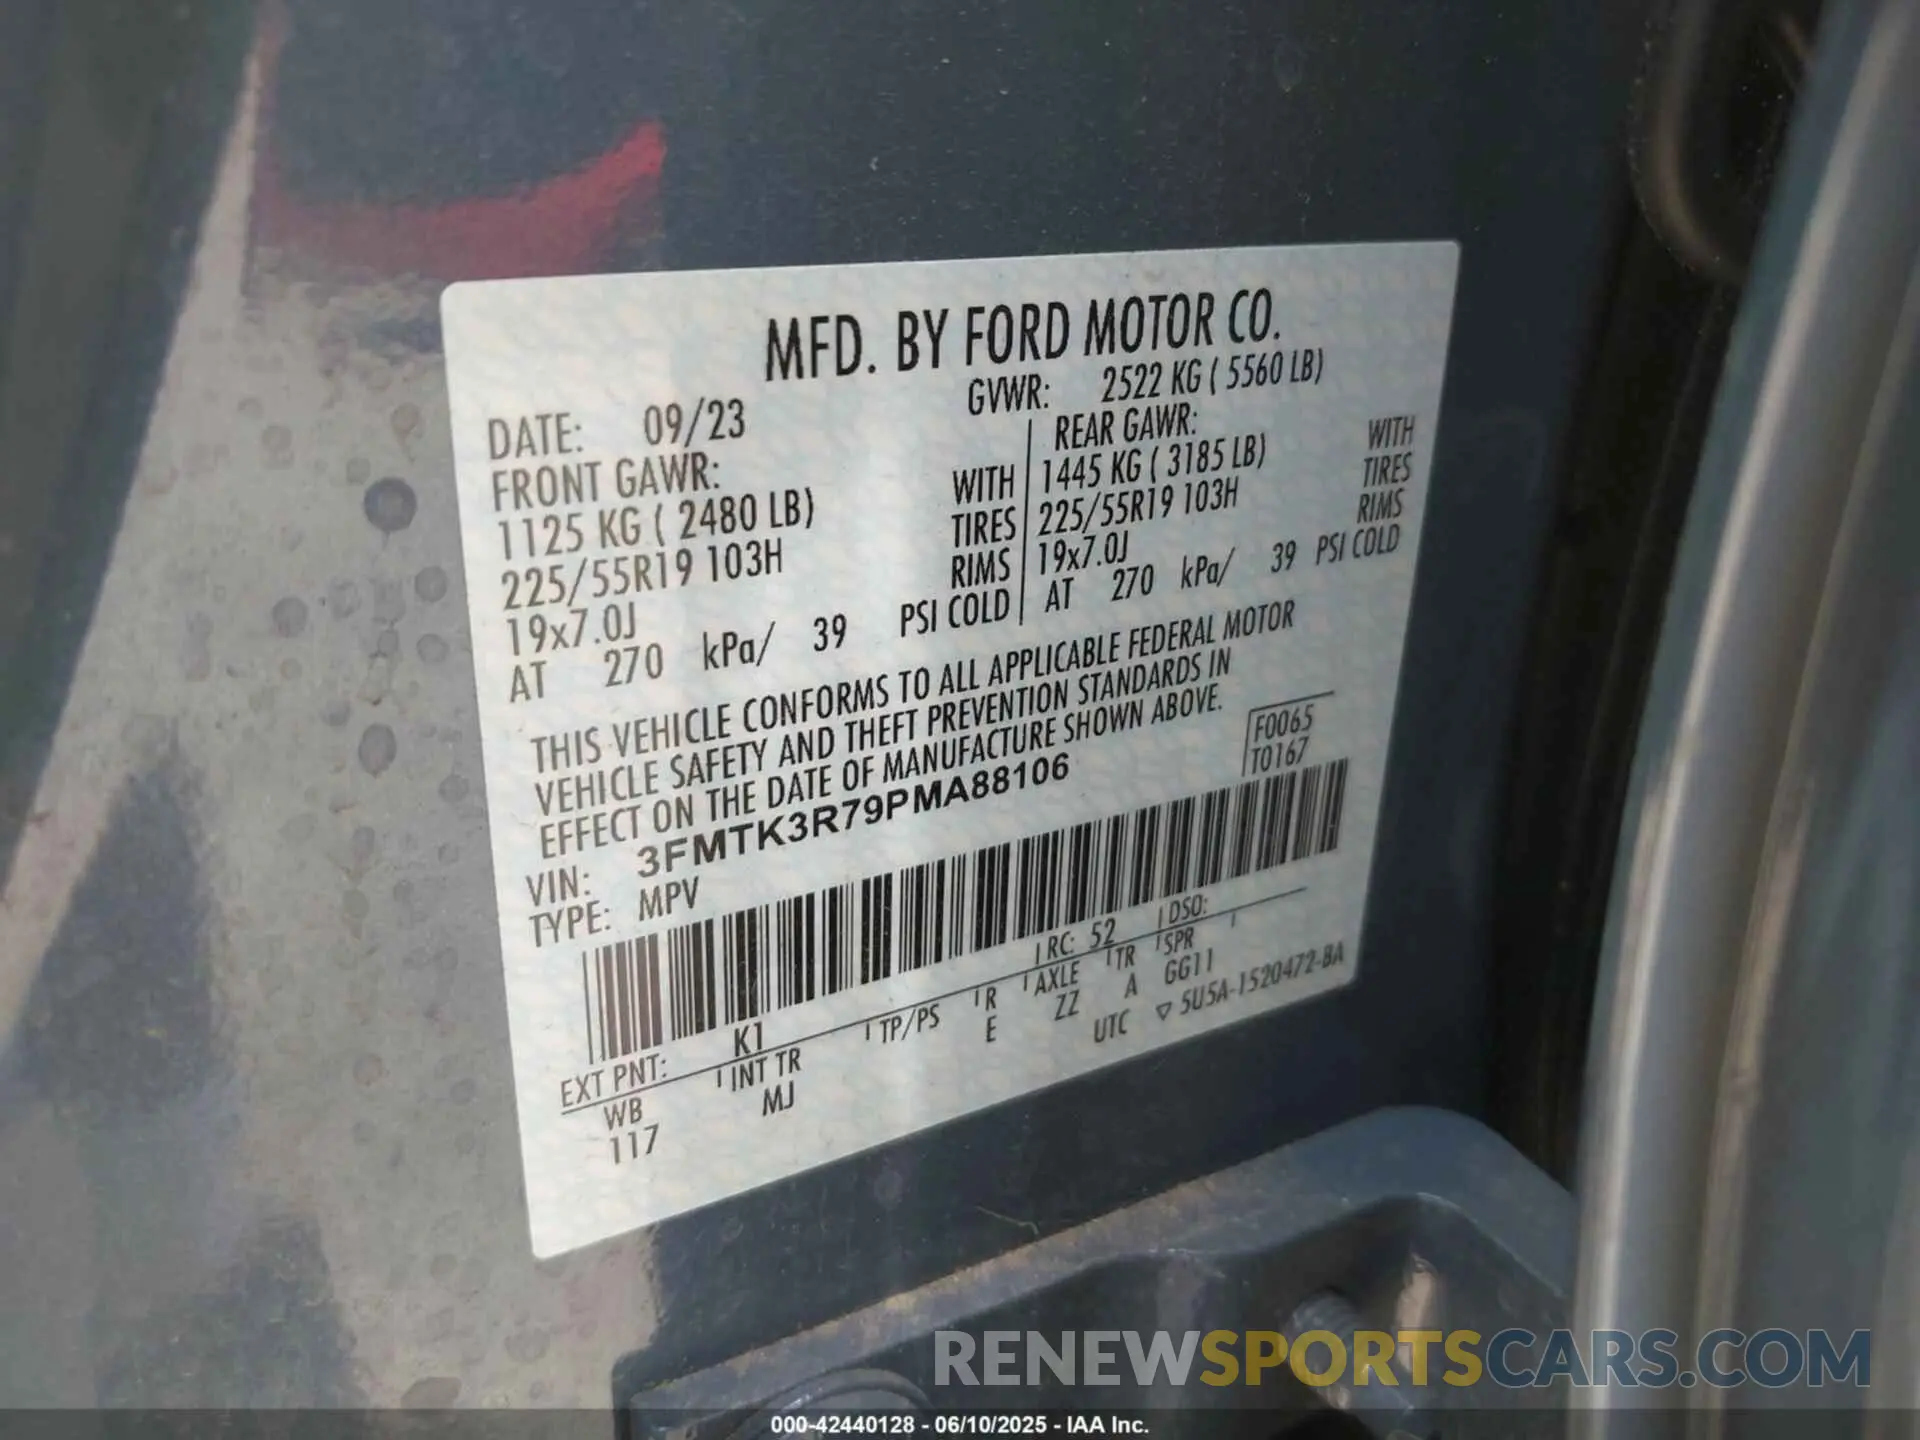 MFD. BY FORD MOTOR CO.
DATE: 09/23 GVWR: 2522 KG ( 5560 LB)
FRONT GAWR: REAR GAWR:
1125 KG ( 2480 LB) WITH 1445 KG ( 3185 LB) WITH
225/55R19 103H TIRES 225/55R19 103H TIRES
19x7.0J RIMS 19x7.0J RIMS
AT 270 kPa/ 39 PSI COLD AT 270 kPa/ 39 PSI COLD
THIS VEHICLE CONFORMS TO ALL APPLICABLE FEDERAL MOTOR
VEHICLE SAFETY AND THEFT PREVENTION STANDARDS IN
EFFECT ON THE DATE OF MANUFACTURE SHOWN ABOVE.
F0065
T0167
VIN: 3FMTK3R79PMA88106
TYPE: MPV
EXT PNT: K1 RC: 52 DSO:
WB INT TR TP/PS R AXLE TR SPR
117 MJ E ZZ A GG11
UTC ▽ 5U5A-1520472-BA
RENEWSPORTSCARS.COM
000-42440128 - 06/10/2025 - IAA Inc.